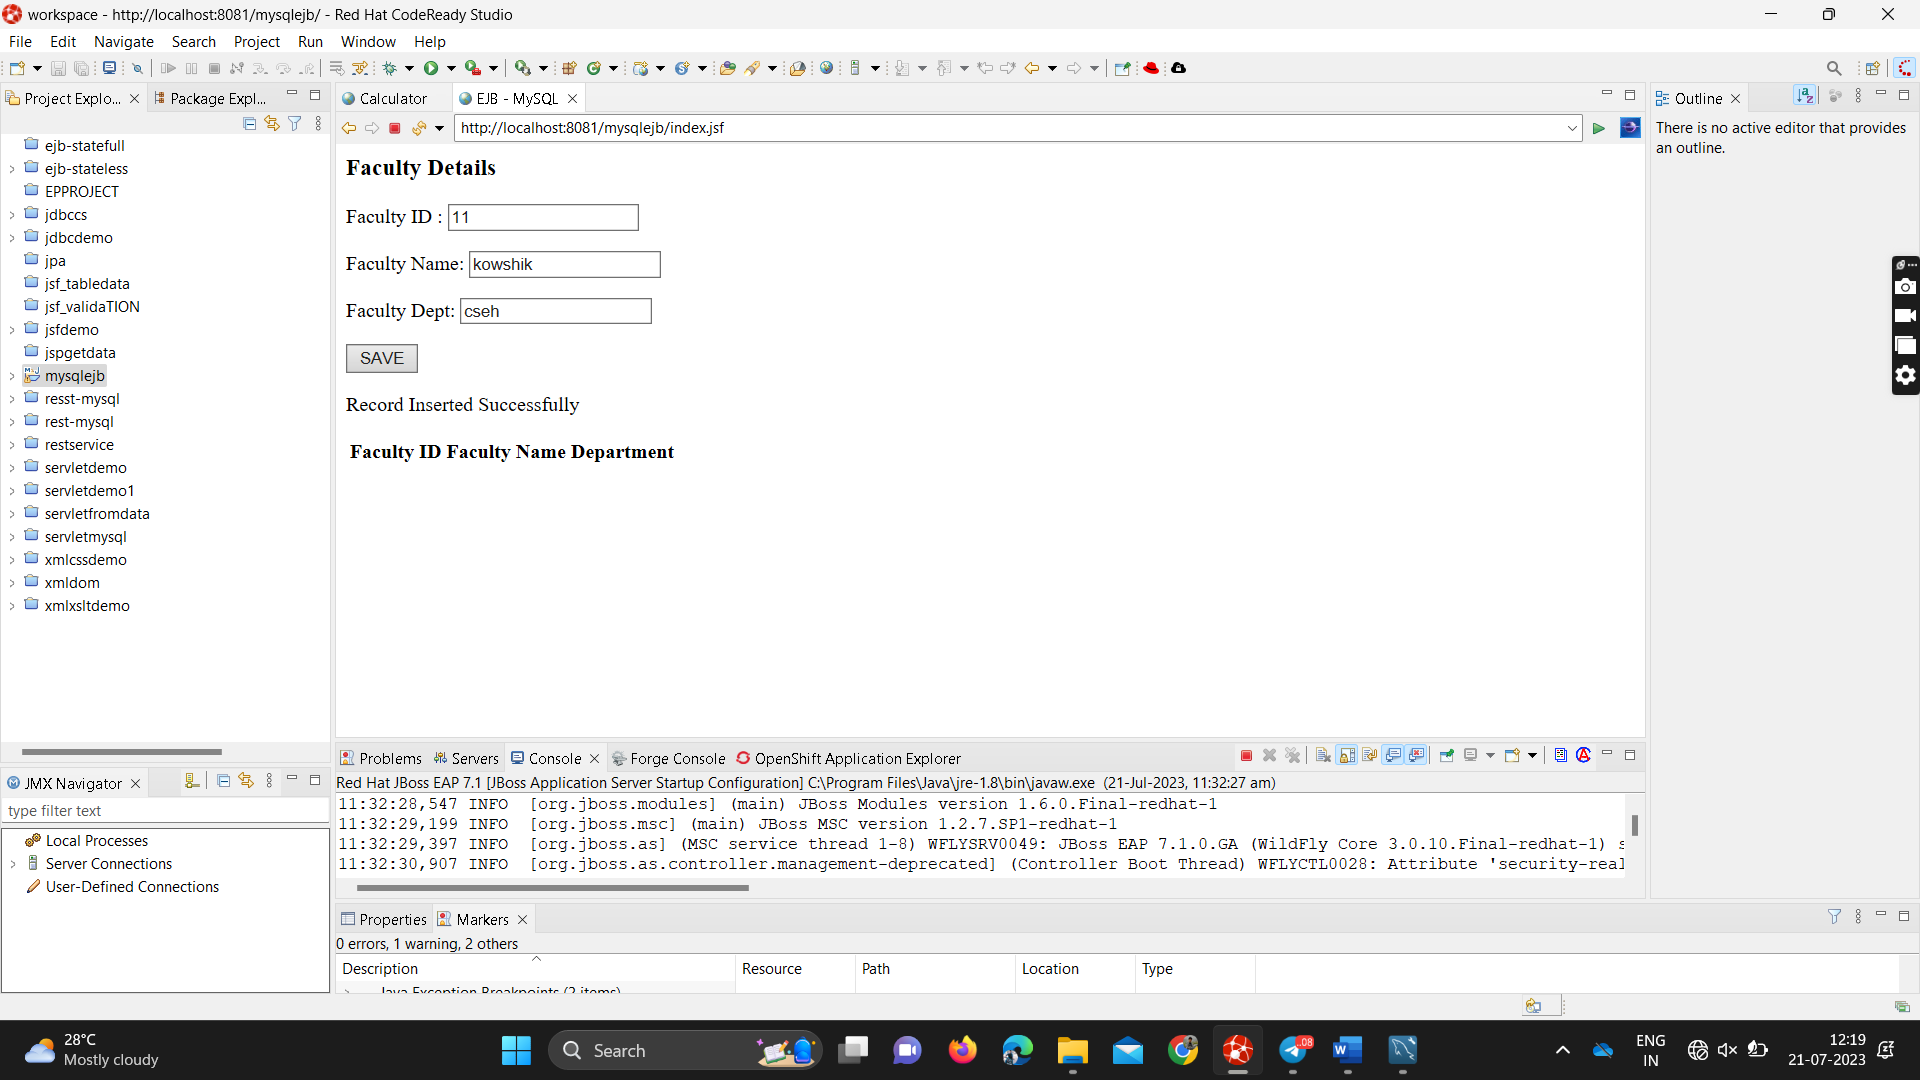 workspace - http://localhost:8081/mysqlejb/ - Red Hat CodeReady Studio
File Edit Navigate Search Project Run Window Help
Project Explo... Package Expl...
ejb-statefull
ejb-stateless
EPPROJECT
jdbccs
jdbcdemo
jpa
jsf_tabledata
jsf_validaTION
jsfdemo
jspgetdata
mysqlejb
resst-mysql
rest-mysql
restservice
servletdemo
servletdemo1
servletfromdata
servletmysql
xmlcssdemo
xmldom
xmlxsltdemo
JMX Navigator
type filter text
Local Processes
Server Connections
User-Defined Connections
Calculator EJB - MySQL
http://localhost:8081/mysqlejb/index.jsf
Faculty Details
Faculty ID : 11
Faculty Name: kowshik
Faculty Dept: cseh
SAVE
Record Inserted Successfully
Faculty ID Faculty Name Department
Outline
There is no active editor that provides
an outline.
Problems Servers Console Forge Console OpenShift Application Explorer
Red Hat JBoss EAP 7.1 [JBoss Application Server Startup Configuration] C:\Program Files\Java\jre-1.8\bin\javaw.exe (21-Jul-2023, 11:32:27 am)
11:32:28,547 INFO [org.jboss.modules] (main) JBoss Modules version 1.6.0.Final-redhat-1
11:32:29,199 INFO [org.jboss.msc] (main) JBoss MSC version 1.2.7.SP1-redhat-1
11:32:29,397 INFO [org.jboss.as] (MSC service thread 1-8) WFLYSRV0049: JBoss EAP 7.1.0.GA (WildFly Core 3.0.10.Final-redhat-1) s
11:32:30,907 INFO [org.jboss.as.controller.management-deprecated] (Controller Boot Thread) WFLYCTL0028: Attribute 'security-real
Properties Markers
0 errors, 1 warning, 2 others
Description Resource Path Location Type
Java Exception Breakpoints (2 items)
28°C
Mostly cloudy
Search
.08
ENG
IN
12:19
21-07-2023